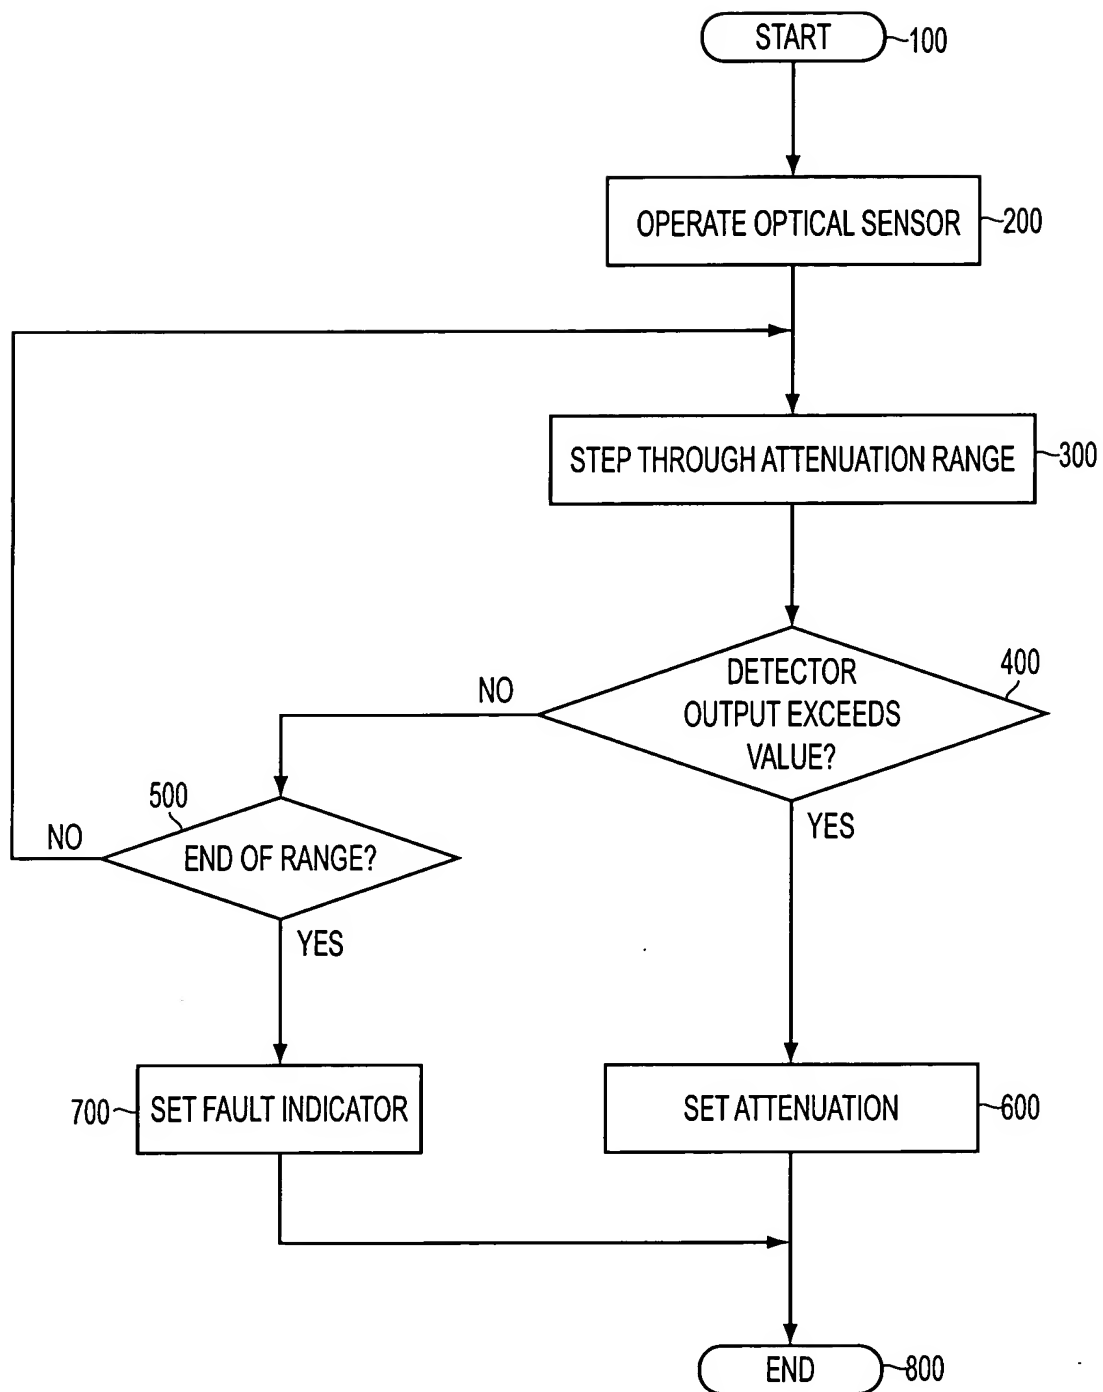 START
100
OPERATE OPTICAL SENSOR
200
STEP THROUGH ATTENUATION RANGE
300
DETECTOR
OUTPUT EXCEEDS
VALUE?
400
NO
YES
500
END OF RANGE?
NO
YES
700
SET FAULT INDICATOR
SET ATTENUATION
600
END
800